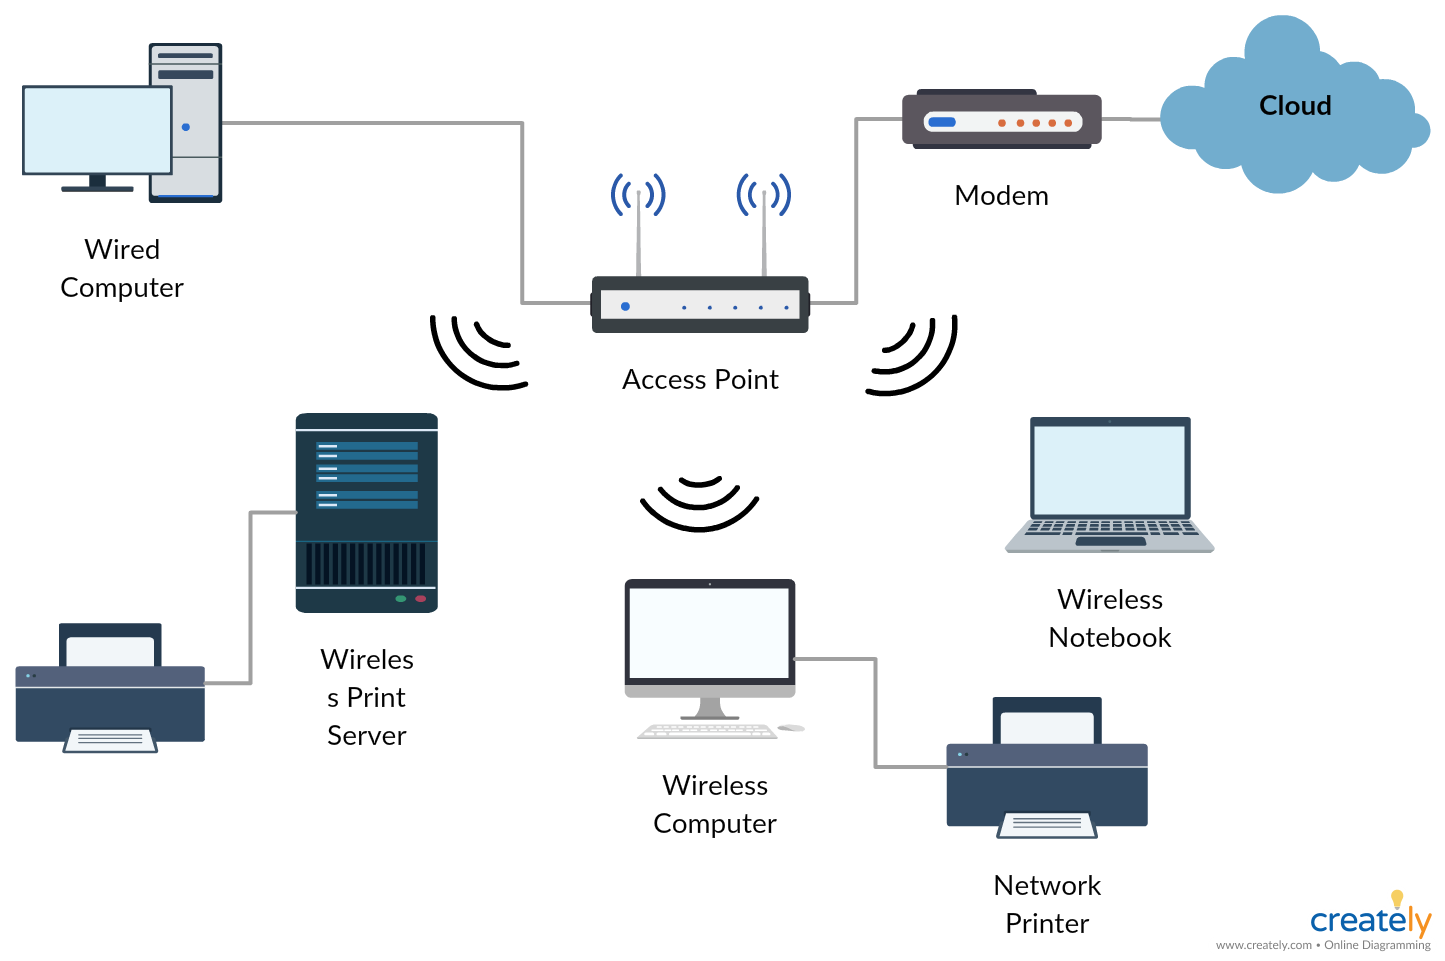 Cloud
Modem
Wired
Computer
Access Point
Wireless
Notebook
Wireles
s Print
Server
Wireless
Computer
Network
Printer
creately
www.creately.com • Online Diagramming